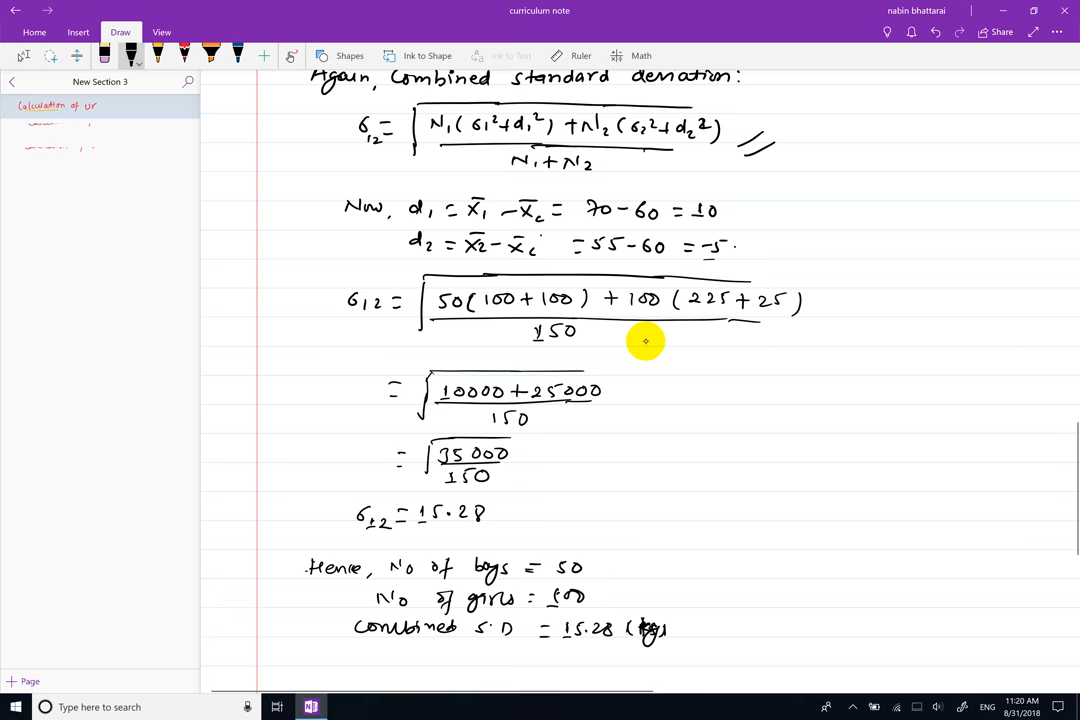 curriculum note
nabin bhattarai
Home Insert Draw View
Share
Shapes Ink to Shape Ink to Text Ruler Math
New Section 3
Calculation of ur
Again, Combined standard deviation:
σ₁₂ = √(N₁(σ₁²+d₁²) + N₂(σ₂²+d₂²) / N₁+N₂)
Now, d₁ = x̄₁ - x̄c = 70-60 = 10
d₂ = x̄₂ - x̄c = 55-60 = -5.
σ₁₂ = √(50(100+100) + 100(225+25) / 150)
= √(10000+25000 / 150)
= √(35000 / 150)
σ₁₂ = 15.28
Hence, No of boys = 50
No of girls = 100
Combined S.D = 15.28
Page
Type here to search
ENG
11:20 AM
8/31/2018